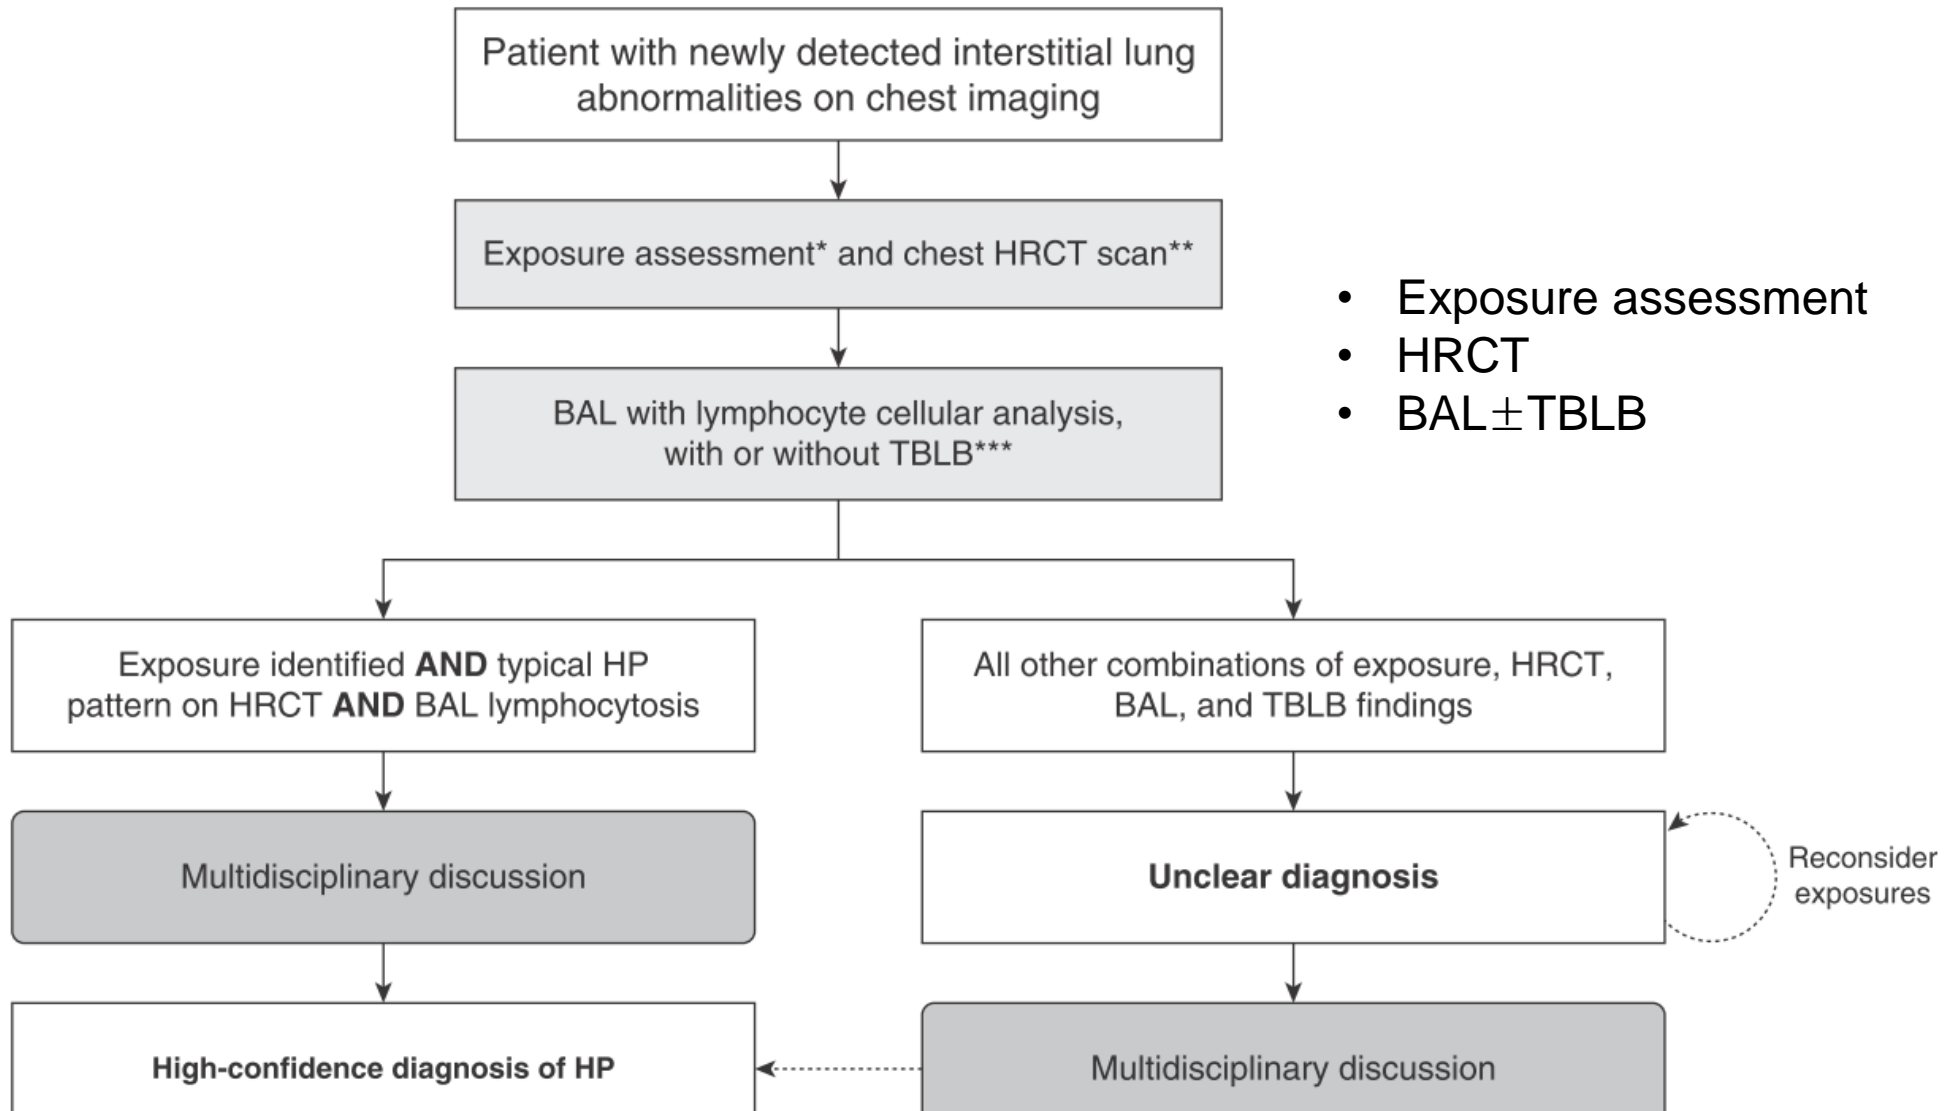 Patient with newly detected interstitial lung
abnormalities on chest imaging
Exposure assessment* and chest HRCT scan**
• Exposure assessment
• HRCT
• BAL±TBLB
BAL with lymphocyte cellular analysis,
with or without TBLB***
Exposure identified AND typical HP
pattern on HRCT AND BAL lymphocytosis
All other combinations of exposure, HRCT,
BAL, and TBLB findings
Multidisciplinary discussion
Unclear diagnosis
Reconsider
exposures
High-confidence diagnosis of HP
Multidisciplinary discussion